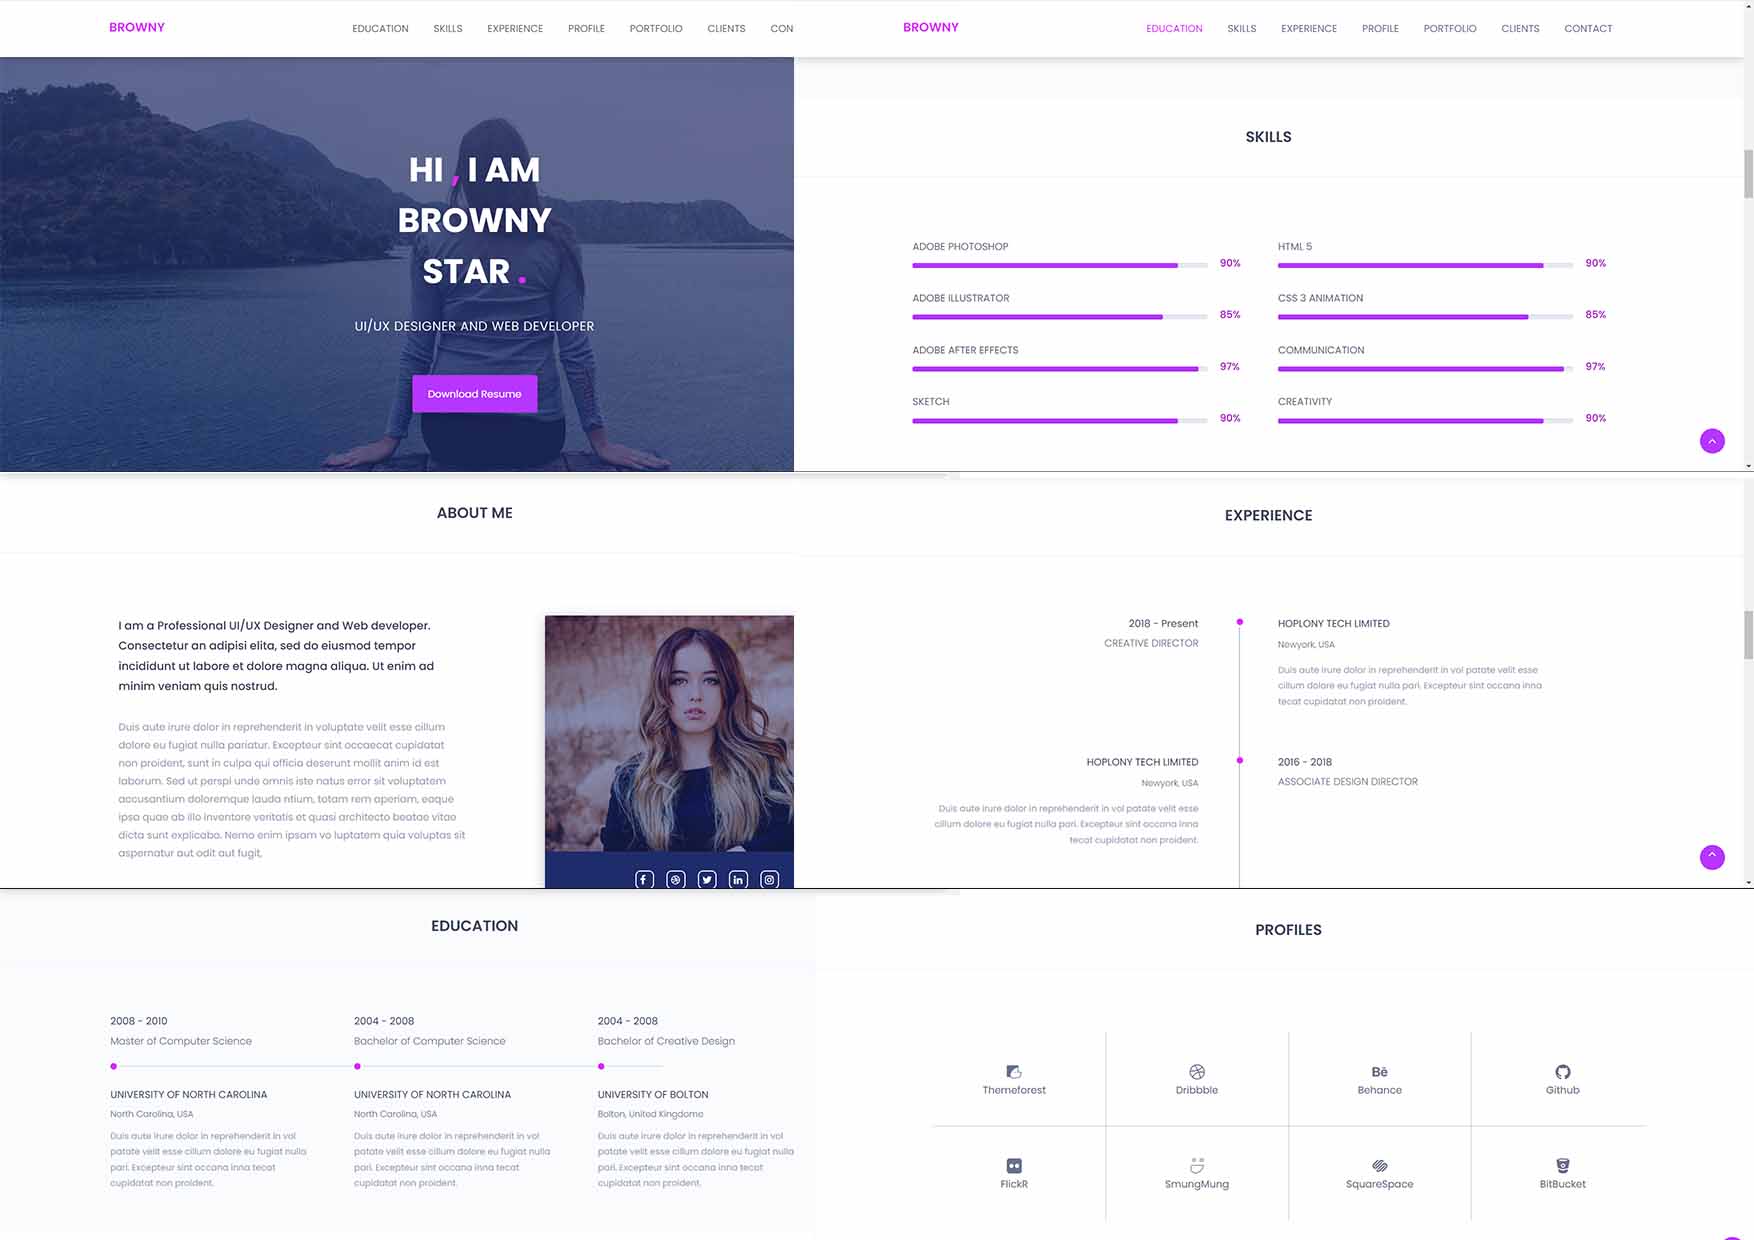 BROWNY
EDUCATION SKILLS EXPERIENCE PROFILE PORTFOLIO CLIENTS CON
HI , I AM
BROWNY
STAR .
UI/UX DESIGNER AND WEB DEVELOPER
Download Resume
BROWNY
EDUCATION SKILLS EXPERIENCE PROFILE PORTFOLIO CLIENTS CONTACT
SKILLS
ADOBE PHOTOSHOP
90%
HTML 5
90%
ADOBE ILLUSTRATOR
85%
CSS 3 ANIMATION
85%
ADOBE AFTER EFFECTS
97%
COMMUNICATION
97%
SKETCH
90%
CREATIVITY
90%
ABOUT ME
I am a Professional UI/UX Designer and Web developer.
Consectetur an adipisi elita, sed do eiusmod tempor
incididunt ut labore et dolore magna aliqua. Ut enim ad
minim veniam quis nostrud.
Duis aute irure dolor in reprehenderit in voluptate velit esse cillum
dolore eu fugiat nulla pariatur. Excepteur sint occaecat cupidatat
non proident, sunt in culpa qui officia deserunt mollit anim id est
laborum. Sed ut perspi unde omnis iste natus error sit voluptatem
accusantium doloremque lauda ntium, totam rem aperiam, eaque
ipsa quae ab illo inventore veritatis et quasi architecto beatae vitae
dicta sunt explicabo. Nemo enim ipsam vo luptatem quia voluptas sit
aspernatur aut odit aut fugit,
EXPERIENCE
2018 - Present
CREATIVE DIRECTOR
HOPLONY TECH LIMITED
Newyork, USA
Duis aute irure dolor in reprehenderit in vol patate velit esse
cillum dolore eu fugiat nulla pari. Excepteur sint occana inna
tecat cupidatat non proident.
HOPLONY TECH LIMITED
Newyork, USA
Duis aute irure dolor in reprehenderit in vol patate velit esse
cillum dolore eu fugiat nulla pari. Excepteur sint occana inna
tecat cupidatat non proident.
2016 - 2018
ASSOCIATE DESIGN DIRECTOR
EDUCATION
2008 - 2010
Master of Computer Science
UNIVERSITY OF NORTH CAROLINA
North Carolina, USA
Duis aute irure dolor in reprehenderit in vol
patate velit esse cillum dolore eu fugiat nulla
pari. Excepteur sint occana inna tecat
cupidatat non proident.
2004 - 2008
Bachelor of Computer Science
UNIVERSITY OF NORTH CAROLINA
North Carolina, USA
Duis aute irure dolor in reprehenderit in vol
patate velit esse cillum dolore eu fugiat nulla
pari. Excepteur sint occana inna tecat
cupidatat non proident.
2004 - 2008
Bachelor of Creative Design
UNIVERSITY OF BOLTON
Bolton, United Kingdome
Duis aute irure dolor in reprehenderit in vol
patate velit esse cillum dolore eu fugiat nulla
pari. Excepteur sint occana inna tecat
cupidatat non proident.
PROFILES
Themeforest
Dribbble
Bē
Behance
Github
FlickR
SmungMung
SquareSpace
BitBucket